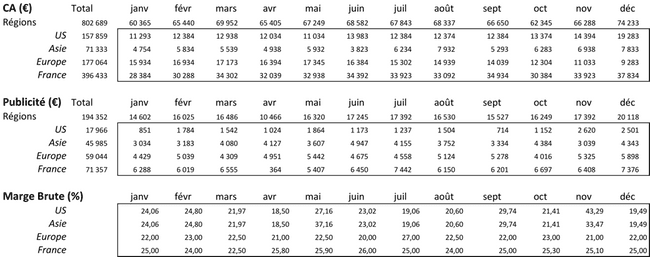 CA (€) Total janv févr mars avr mai juin juil août sept oct nov déc
Régions 802 689 60 365 65 440 69 952 65 405 67 249 68 582 67 843 68 337 66 650 62 345 66 288 74 233
US 157 859 11 293 12 384 12 938 12 034 11 034 13 983 12 384 12 374 12 384 13 374 14 394 19 283
Asie 71 333 4 754 5 834 5 539 4 938 5 932 3 823 6 234 7 932 5 293 6 283 6 938 7 833
Europe 177 064 15 934 16 934 17 173 16 394 17 345 16 384 15 302 14 939 14 039 12 304 11 033 9 283
France 396 433 28 384 30 288 34 302 32 039 32 938 34 392 33 923 33 092 34 934 30 384 33 923 37 834
Publicité (€) Total janv févr mars avr mai juin juil août sept oct nov déc
Régions 194 352 14 602 16 025 16 486 10 466 16 320 17 245 17 392 16 530 15 527 16 249 17 392 20 118
US 17 966 851 1 784 1 542 1 024 1 864 1 173 1 237 1 504 714 1 152 2 620 2 501
Asie 45 985 3 034 3 183 4 080 4 127 3 607 4 947 4 155 3 752 3 334 4 384 3 039 4 343
Europe 59 044 4 429 5 039 4 309 4 951 5 442 4 675 4 558 5 124 5 278 4 016 5 325 5 898
France 71 357 6 288 6 019 6 555 364 5 407 6 450 7 442 6 150 6 201 6 697 6 408 7 376
Marge Brute (%) janv févr mars avr mai juin juil août sept oct nov déc
US 24,06 24,80 21,97 18,50 27,16 23,02 19,06 20,60 29,74 21,41 43,29 19,49
Asie 24,06 24,80 21,97 18,50 37,16 23,02 19,06 20,60 29,74 21,41 33,47 19,49
Europe 22,00 23,00 22,50 21,00 22,50 20,00 27,00 22,50 22,00 23,00 21,00 22,00
France 25,00 24,00 22,50 25,80 25,90 26,00 25,00 24,00 25,00 25,30 25,10 25,00